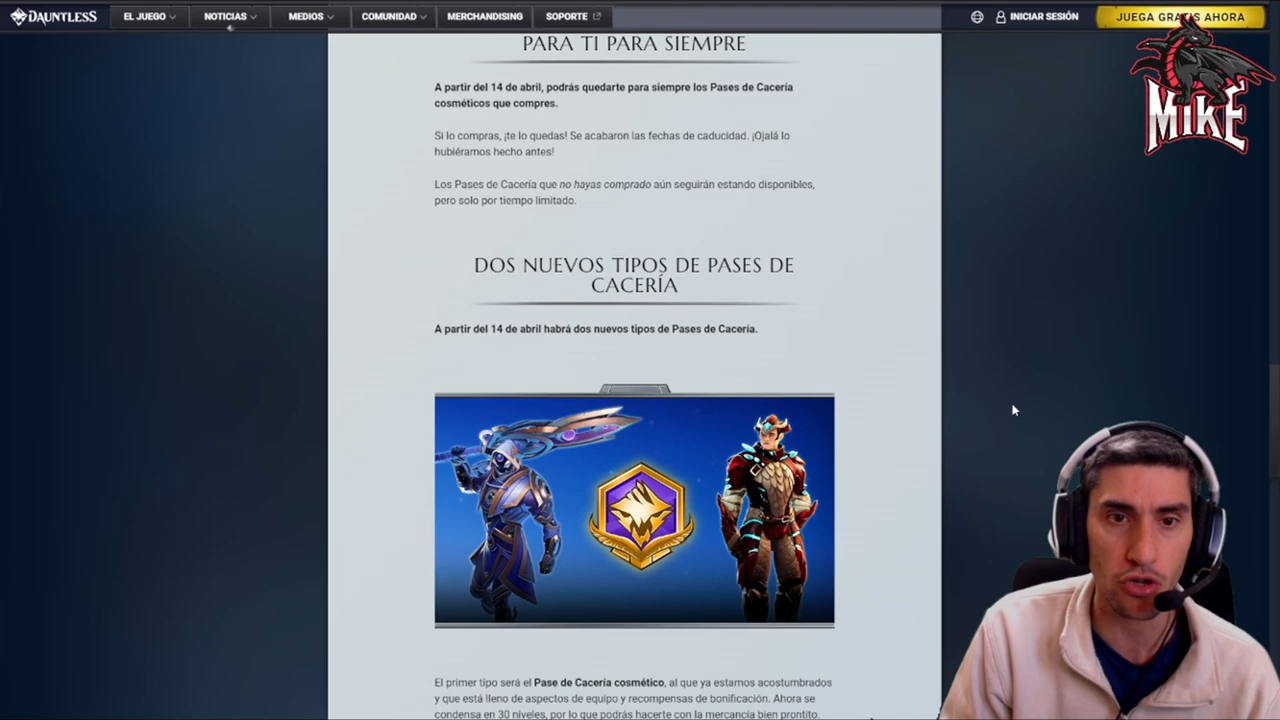 DAUNTLESS EL JUEGO NOTICIAS MEDIOS COMUNIDAD MERCHANDISING SOPORTE INICIAR SESIÓN JUEGA GRATIS AHORA
MikE
PARA TI PARA SIEMPRE
A partir del 14 de abril, podrás quedarte para siempre los Pases de Cacería
cosméticos que compres.
Si lo compras, ¡te lo quedas! Se acabaron las fechas de caducidad. ¡Ojalá lo
hubiéramos hecho antes!
Los Pases de Cacería que no hayas comprado aún seguirán estando disponibles,
pero solo por tiempo limitado.
DOS NUEVOS TIPOS DE PASES DE
CACERÍA
A partir del 14 de abril habrá dos nuevos tipos de Pases de Cacería.
El primer tipo será el Pase de Cacería cosmético, al que ya estamos acostumbrados
y que está lleno de aspectos de equipo y recompensas de bonificación. Ahora se
condensa en 30 niveles, por lo que podrás hacerte con la mercancía bien prontito.